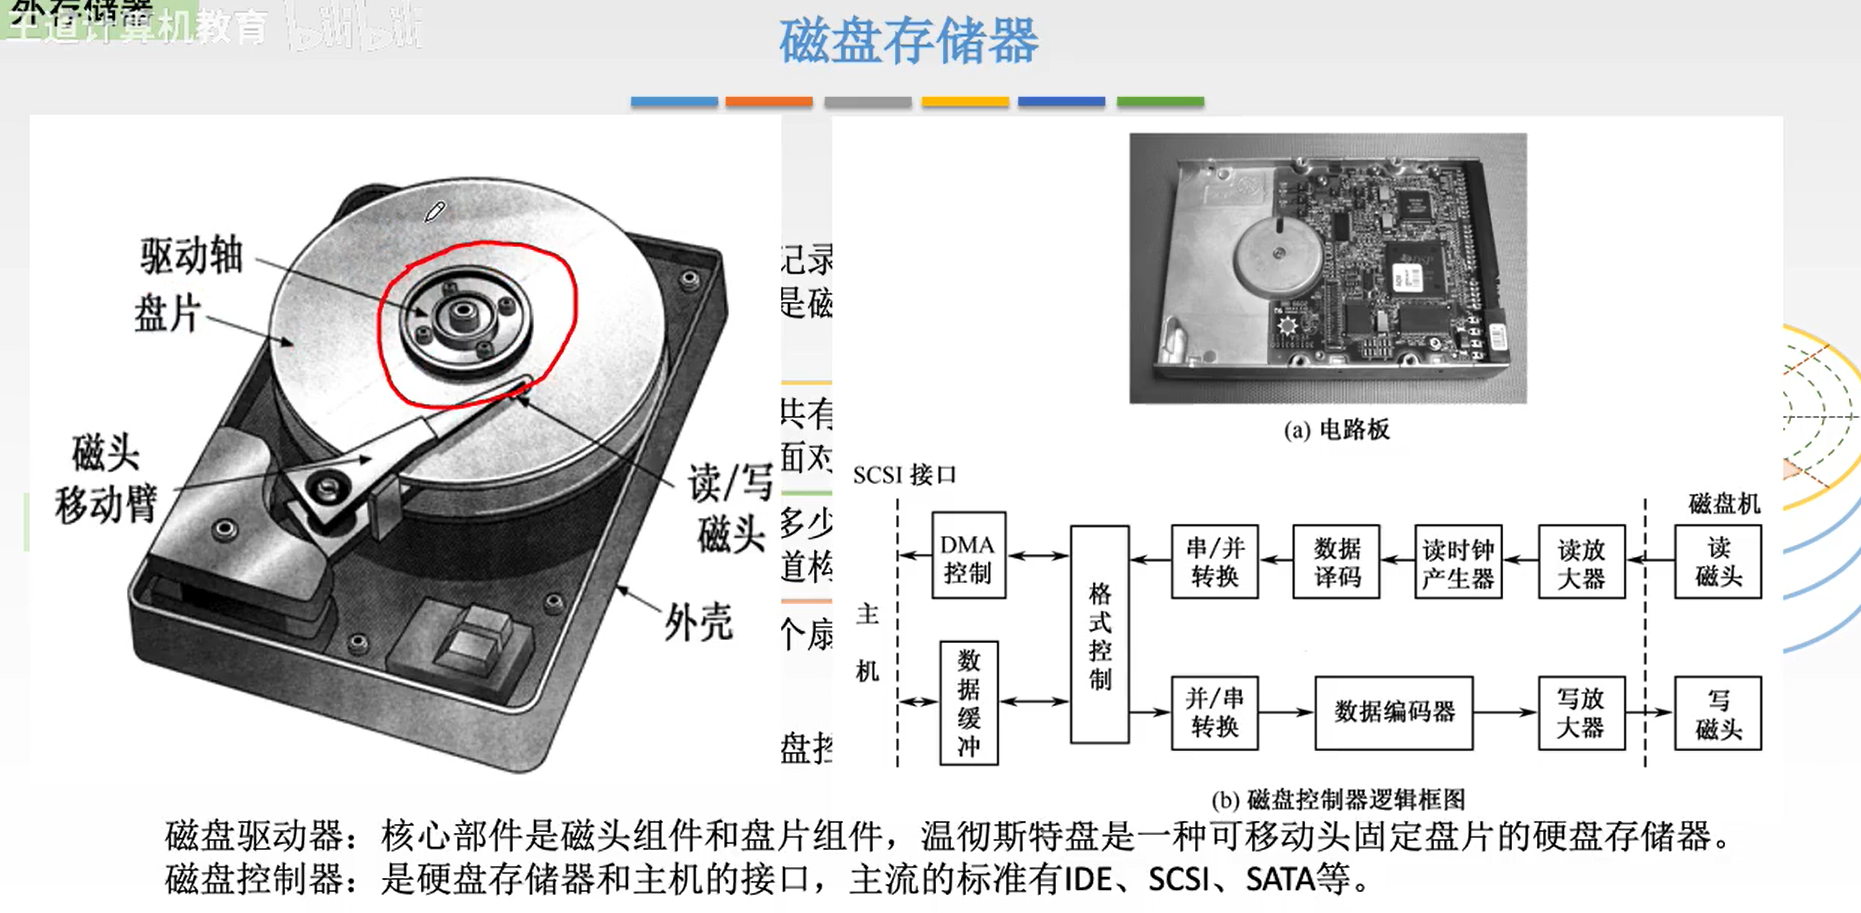 外存储器
王道计算机教育 bilibili
磁盘存储器
驱动轴
盘片
磁头
移动臂
读/写
磁头
外壳
记录
是磁
共有
面对
多少
道构
个扇
盘控
(a) 电路板
SCSI 接口
磁盘机
主
机
DMA
控制
数
据
缓
冲
格
式
控
制
串/并
转换
数据
译码
读时钟
产生器
读放
大器
读
磁头
并/串
转换
数据编码器
写放
大器
写
磁头
(b) 磁盘控制器逻辑框图
磁盘驱动器：核心部件是磁头组件和盘片组件，温彻斯特盘是一种可移动头固定盘片的硬盘存储器。
磁盘控制器：是硬盘存储器和主机的接口，主流的标准有IDE、SCSI、SATA等。